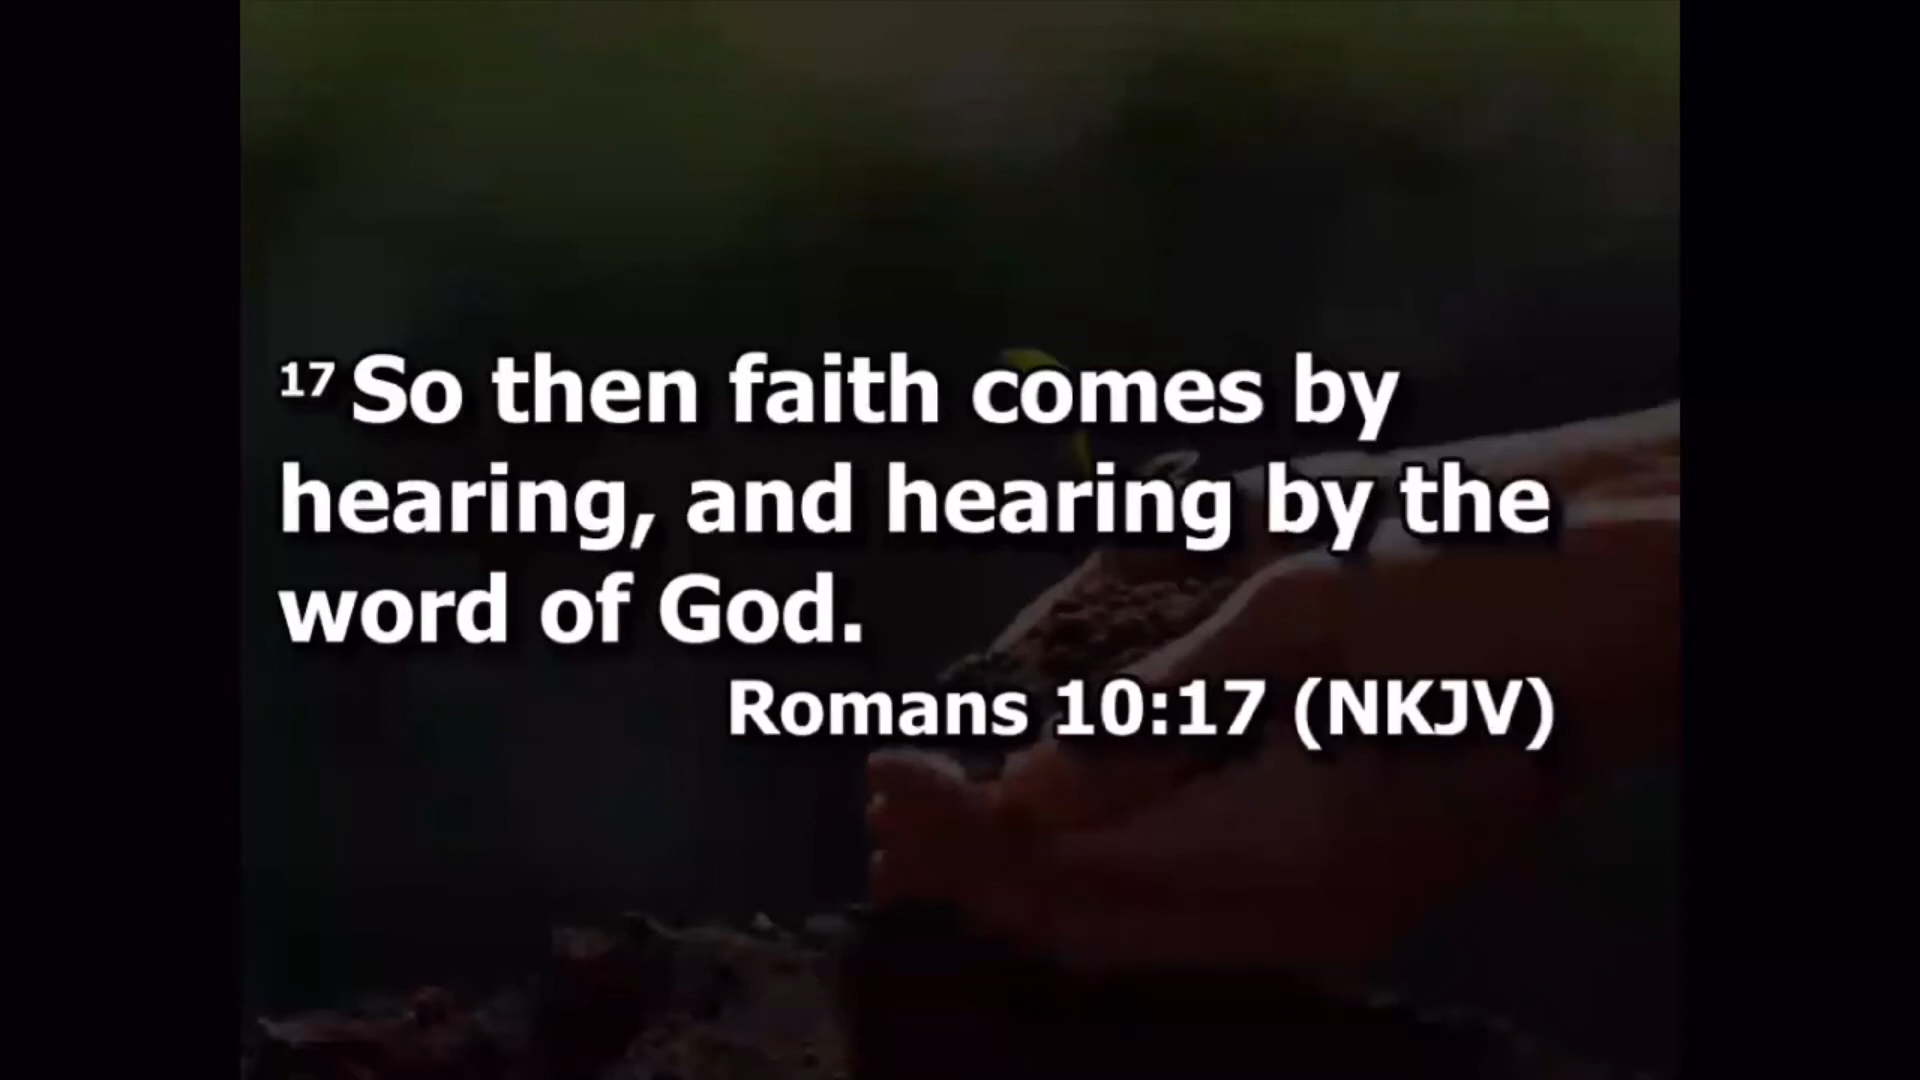 17 So then faith comes by
hearing, and hearing by the
word of God.
Romans 10:17 (NKJV)